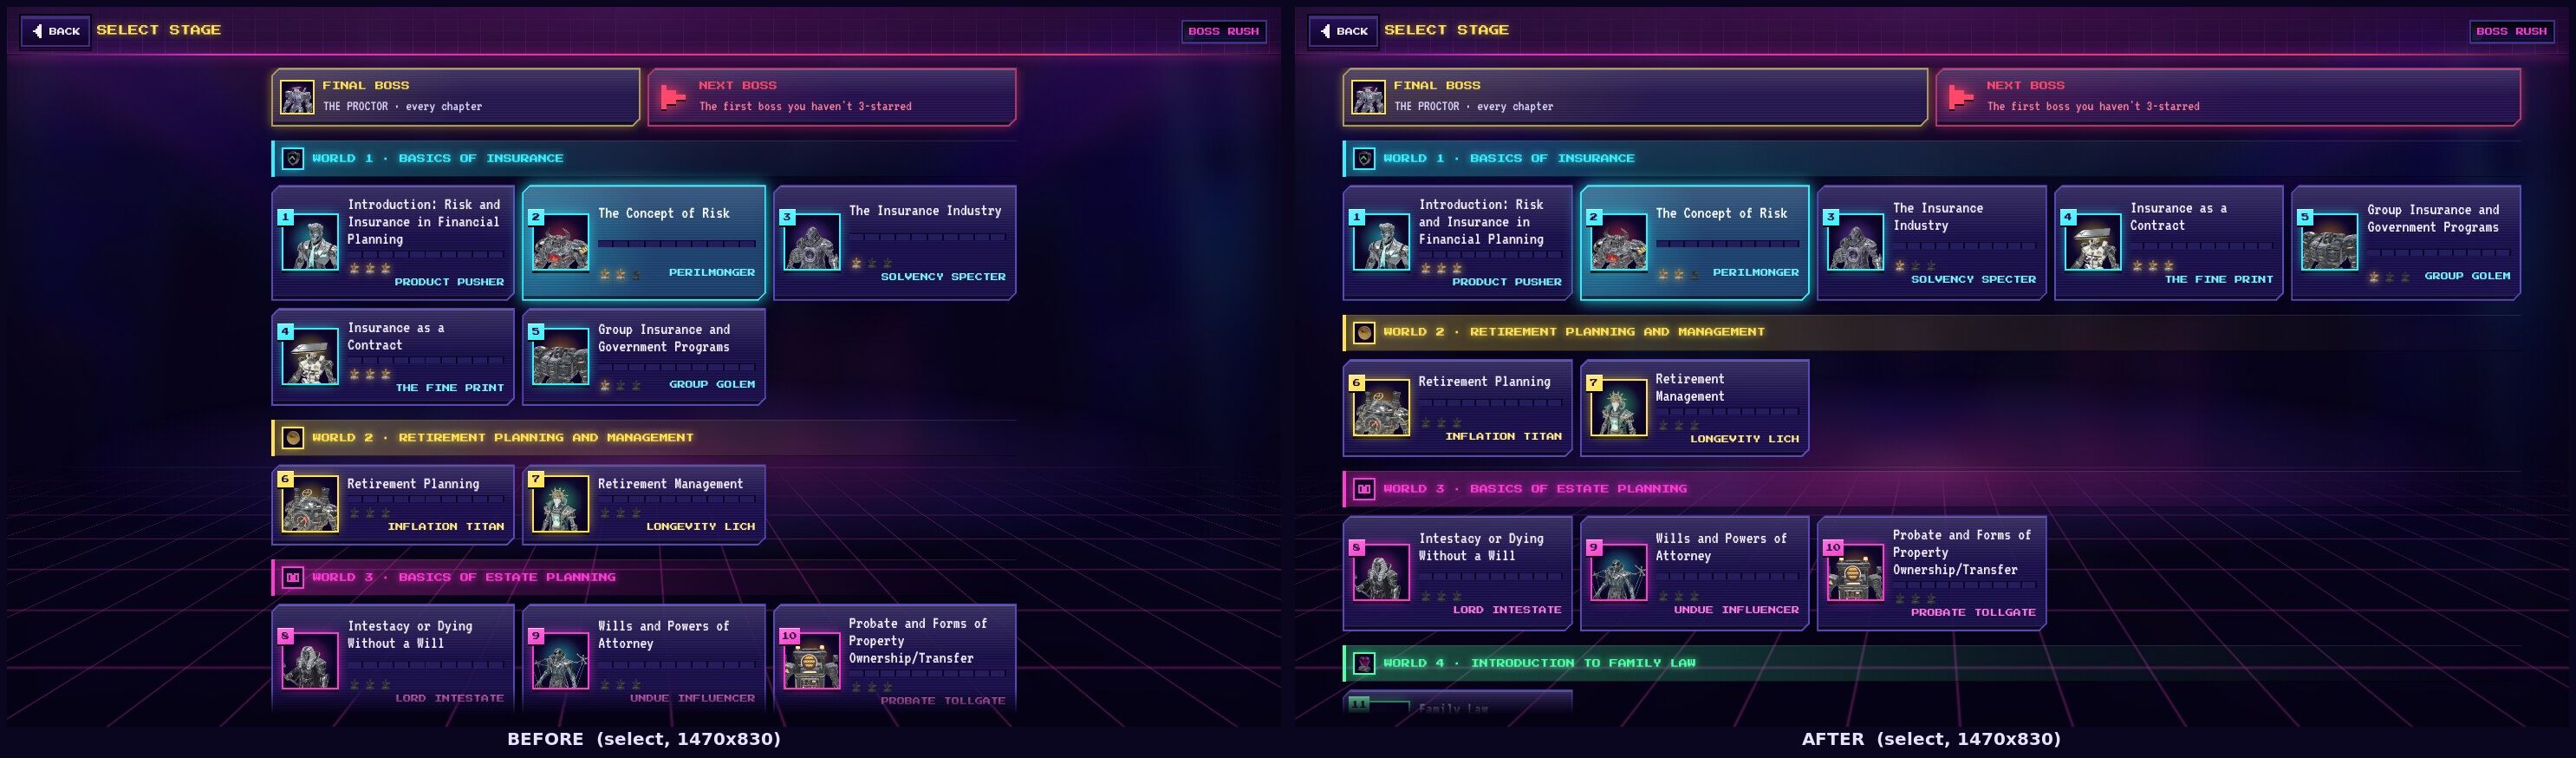 BACK
SELECT STAGE
BOSS RUSH
FINAL BOSS
THE PROCTOR · every chapter
NEXT BOSS
The first boss you haven't 3-starred
WORLD 1 · BASICS OF INSURANCE
1
Introduction: Risk and
Insurance in Financial
Planning
PRODUCT PUSHER
2
The Concept of Risk
PERILMONGER
3
The Insurance Industry
SOLVENCY SPECTER
4
Insurance as a
Contract
THE FINE PRINT
5
Group Insurance and
Government Programs
GROUP GOLEM
WORLD 2 · RETIREMENT PLANNING AND MANAGEMENT
6
Retirement Planning
INFLATION TITAN
7
Retirement Management
LONGEVITY LICH
WORLD 3 · BASICS OF ESTATE PLANNING
8
Intestacy or Dying
Without a Will
LORD INTESTATE
9
Wills and Powers of
Attorney
UNDUE INFLUENCER
10
Probate and Forms of
Property
Ownership/Transfer
PROBATE TOLLGATE
BEFORE (select, 1470x830)
BACK
SELECT STAGE
BOSS RUSH
FINAL BOSS
THE PROCTOR · every chapter
NEXT BOSS
The first boss you haven't 3-starred
WORLD 1 · BASICS OF INSURANCE
1
Introduction: Risk
and Insurance in
Financial Planning
PRODUCT PUSHER
2
The Concept of Risk
PERILMONGER
3
The Insurance
Industry
SOLVENCY SPECTER
4
Insurance as a
Contract
THE FINE PRINT
5
Group Insurance and
Government Programs
GROUP GOLEM
WORLD 2 · RETIREMENT PLANNING AND MANAGEMENT
6
Retirement Planning
INFLATION TITAN
7
Retirement
Management
LONGEVITY LICH
WORLD 3 · BASICS OF ESTATE PLANNING
8
Intestacy or Dying
Without a Will
LORD INTESTATE
9
Wills and Powers of
Attorney
UNDUE INFLUENCER
10
Probate and Forms of
Property
Ownership/Transfer
PROBATE TOLLGATE
WORLD 4 · INTRODUCTION TO FAMILY LAW
11
Family Law
AFTER (select, 1470x830)